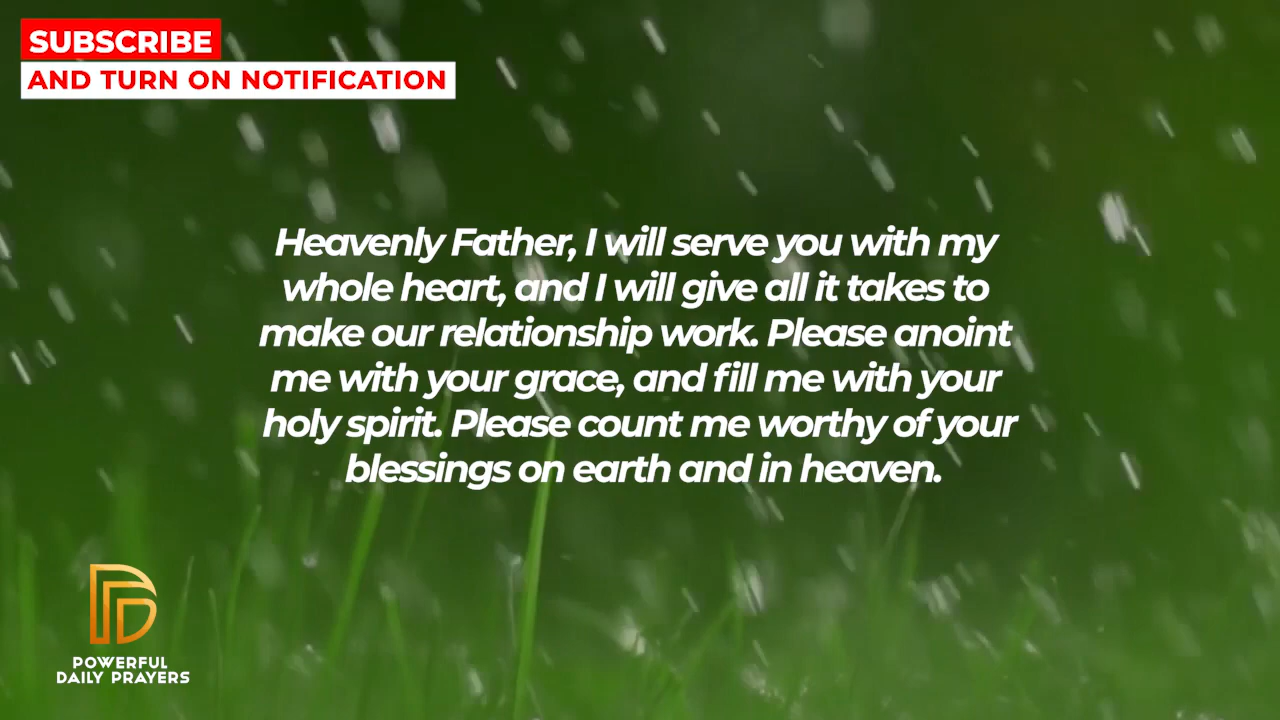 SUBSCRIBE
AND TURN ON NOTIFICATION
Heavenly Father, I will serve you with my
whole heart, and I will give all it takes to
make our relationship work. Please anoint
me with your grace, and fill me with your
holy spirit. Please count me worthy of your
blessings on earth and in heaven.
POWERFUL
DAILY PRAYERS